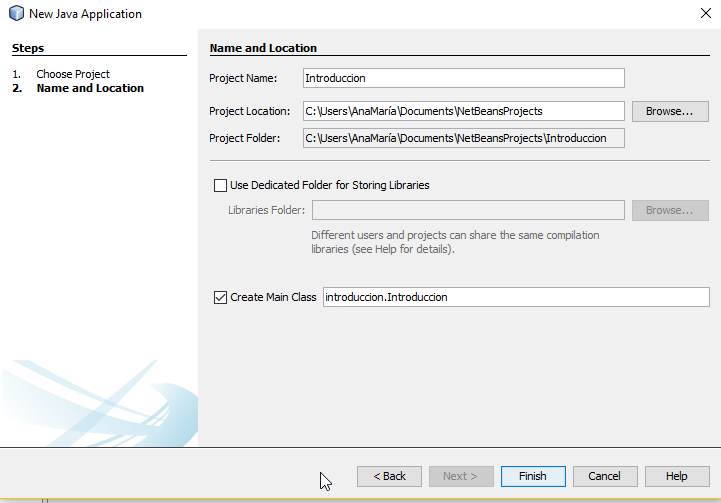 New Java Application
Steps
1. Choose Project
2. Name and Location
Name and Location
Project Name: Introduccion
Project Location: C:\Users\AnaMaría\Documents\NetBeansProjects Browse...
Project Folder: C:\Users\AnaMaría\Documents\NetBeansProjects\Introduccion
Use Dedicated Folder for Storing Libraries
Libraries Folder: Browse...
Different users and projects can share the same compilation
libraries (see Help for details).
Create Main Class introduccion.Introduccion
< Back Next > Finish Cancel Help